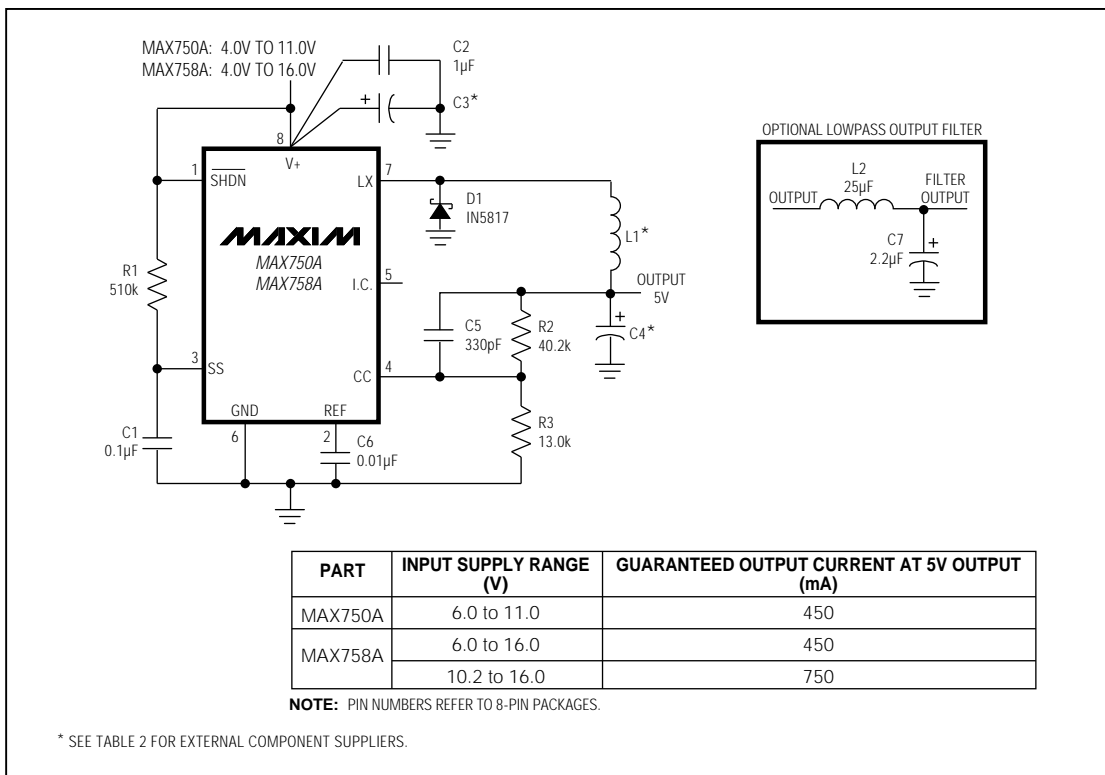 MAX750A: 4.0V TO 11.0V
MAX758A: 4.0V TO 16.0V
C2
1µF
C3*
+
8
V+
1
SHDN
7
LX
D1
IN5817
L1*
MAXIM
MAX750A
MAX758A
R1
510k
5
I.C.
OUTPUT
5V
C5
330pF
R2
40.2k
+
C4*
3
SS
4
CC
GND
REF
6
2
C1
0.1µF
C6
0.01µF
R3
13.0k
OPTIONAL LOWPASS OUTPUT FILTER
L2
25µF
OUTPUT
FILTER
OUTPUT
C7
2.2µF
+
PART INPUT SUPPLY RANGE (V) GUARANTEED OUTPUT CURRENT AT 5V OUTPUT (mA)
MAX750A 6.0 to 11.0 450
MAX758A 6.0 to 16.0 450
10.2 to 16.0 750
NOTE: PIN NUMBERS REFER TO 8-PIN PACKAGES.
* SEE TABLE 2 FOR EXTERNAL COMPONENT SUPPLIERS.